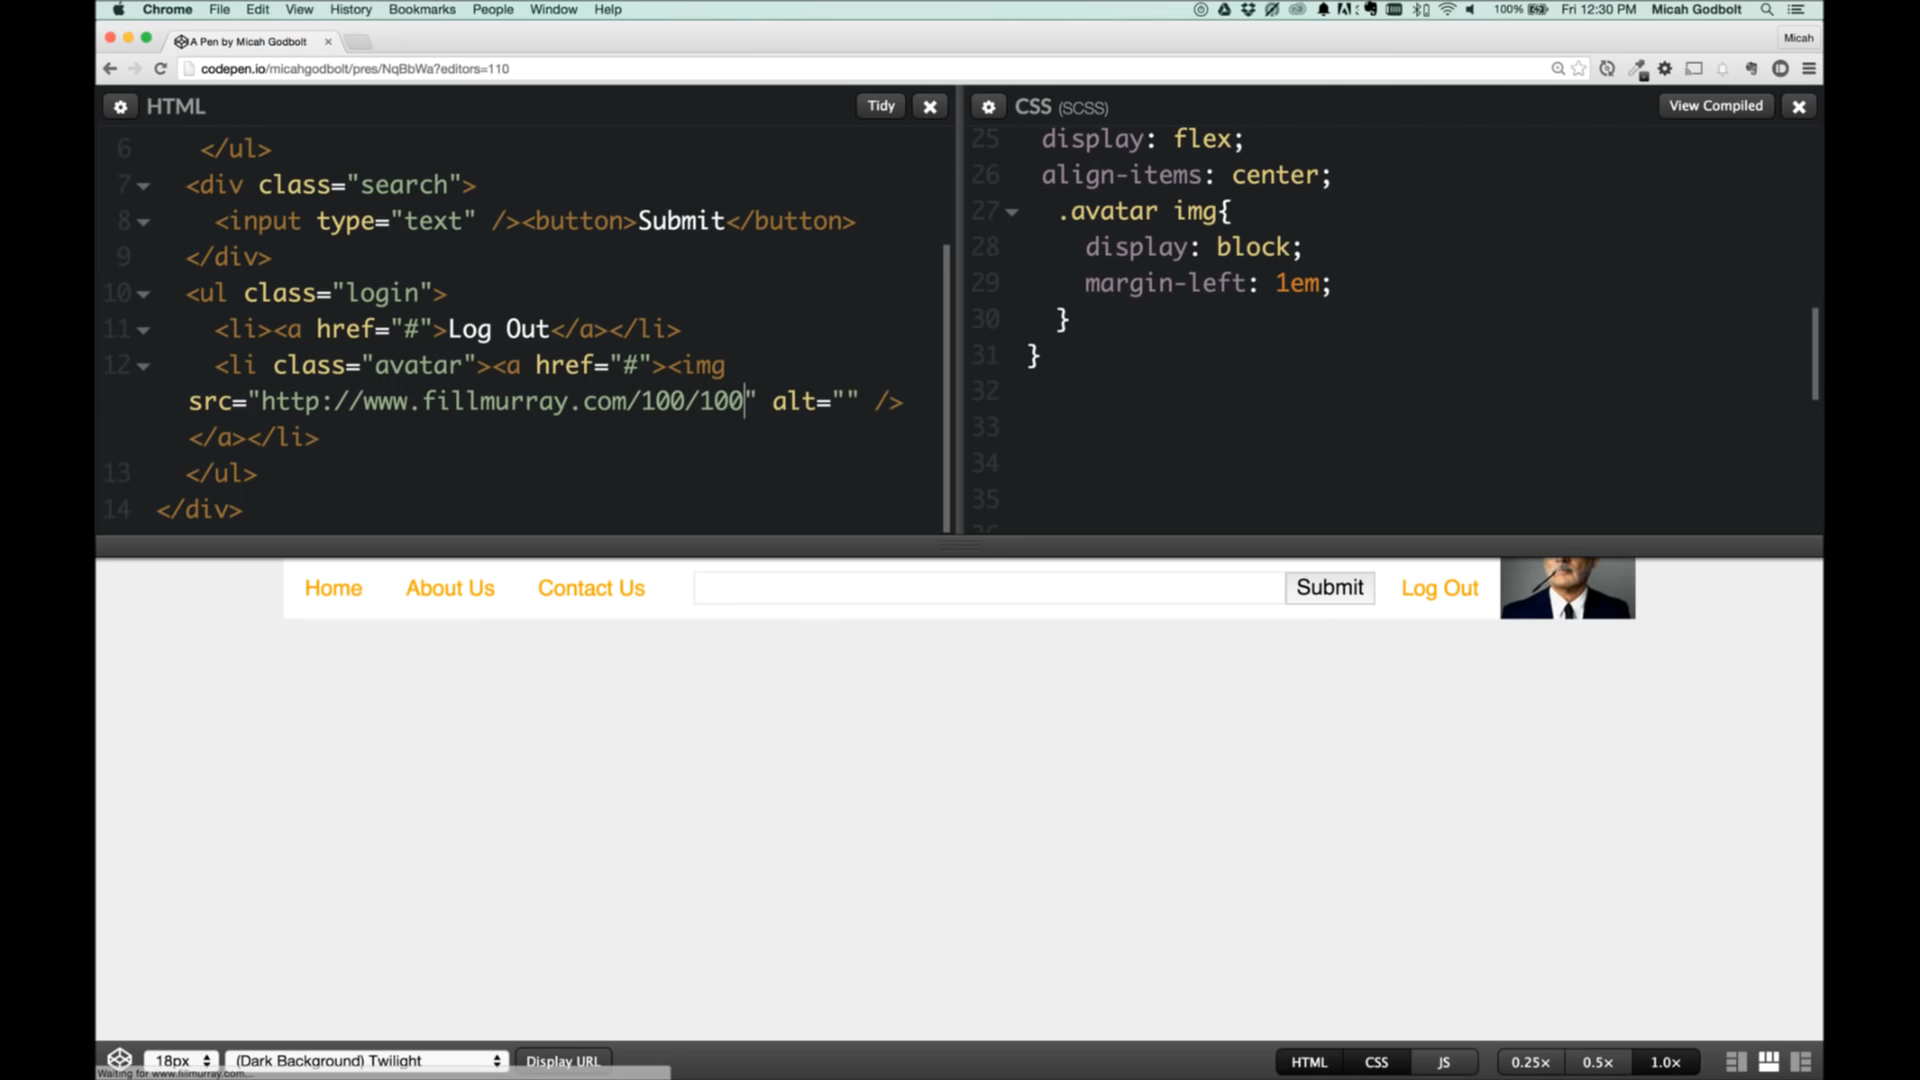 Chrome File Edit View History Bookmarks People Window Help 100% Fri 12:30 PM Micah Godbolt
A Pen by Micah Godbolt × Micah
codepen.io/micahgodbolt/pres/NqBbWa?editors=110
HTML Tidy
6 </ul>
7 <div class="search">
8 <input type="text" /><button>Submit</button>
9 </div>
10 <ul class="login">
11 <li><a href="#">Log Out</a></li>
12 <li class="avatar"><a href="#"><img
src="http://www.fillmurray.com/100/100" alt="" />
</a></li>
13 </ul>
14 </div>
CSS (SCSS) View Compiled
25 display: flex;
26 align-items: center;
27 .avatar img{
28 display: block;
29 margin-left: 1em;
30 }
31 }
32
33
34
35
Home About Us Contact Us Submit Log Out
18px (Dark Background) Twilight Display URL HTML CSS JS 0.25× 0.5× 1.0×
Waiting for www.fillmurray.com...